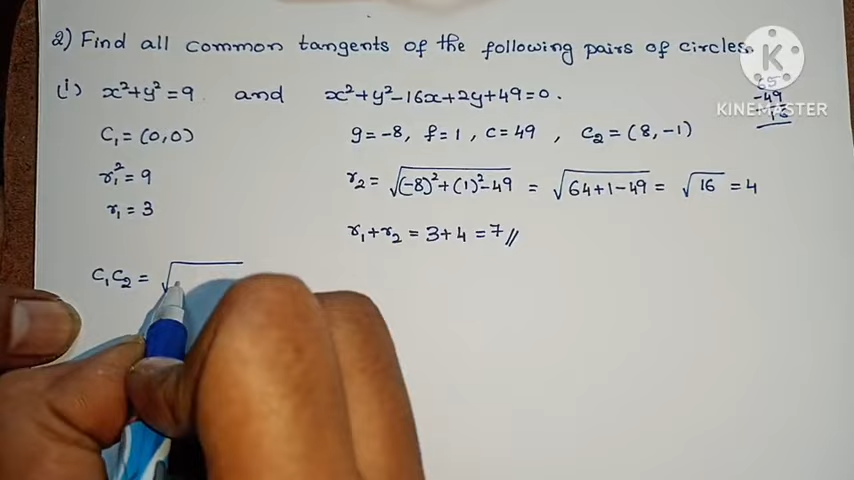 2) Find all common tangents of the following pairs of circles.
(i) x²+y²=9 and x²+y²-16x+2y+49=0.
C₁=(0,0) g=-8, f=1, c=49, C₂=(8,-1)
r₁²=9 r₂=√(-8)²+(1)²-49 = √64+1-49 = √16 =4
r₁=3
r₁+r₂=3+4=7//
C₁C₂=√
65
-49
K
KINEMASTER